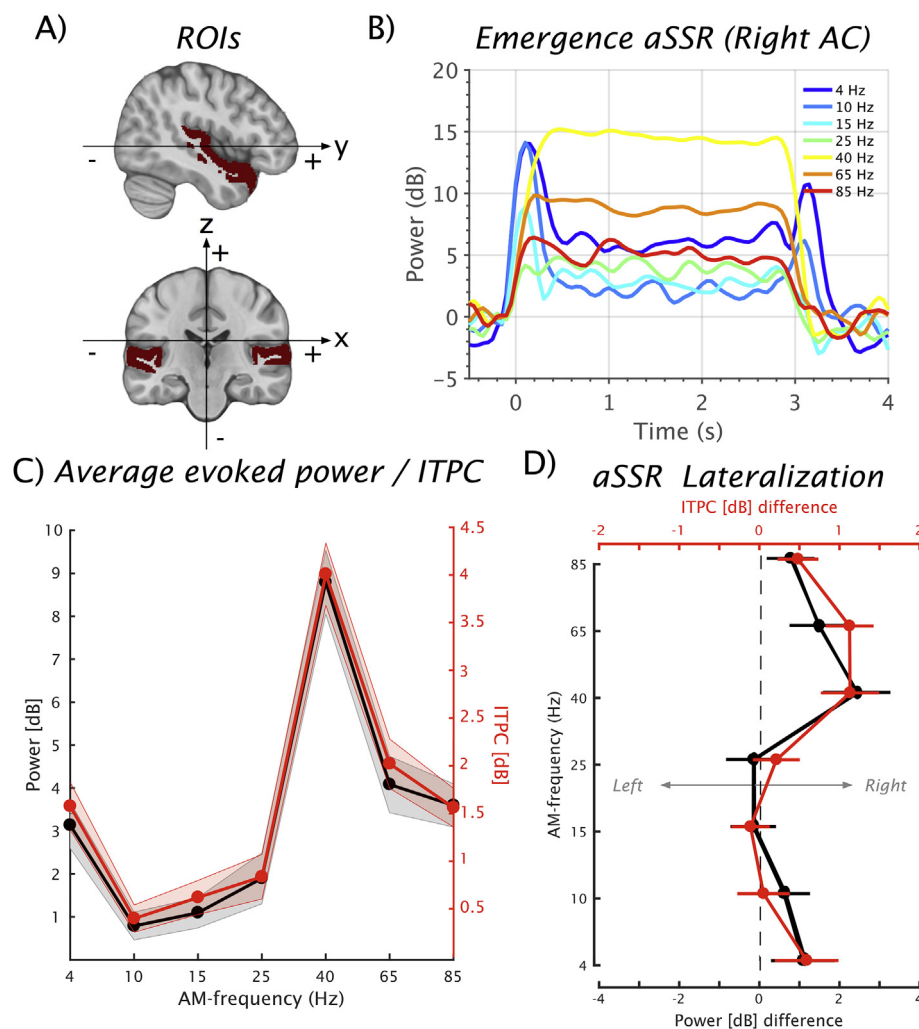 A)
ROIs
-
+
y
z
+
-
+
x
-
B)
Emergence aSSR (Right AC)
20
15
10
5
0
-5
Power (dB)
4 Hz
10 Hz
15 Hz
25 Hz
40 Hz
65 Hz
85 Hz
0
1
2
3
4
Time (s)
C) Average evoked power / ITPC
10
9
8
7
6
5
4
3
2
1
Power [dB]
4.5
4
3.5
3
2.5
2
1.5
1
0.5
ITPC [dB]
4
10
15
25
40
65
85
AM-frequency (Hz)
D)
aSSR Lateralization
ITPC [dB] difference
-2
-1
0
1
2
85
65
40
25
15
10
4
AM-frequency (Hz)
Left
Right
-4
-2
0
2
4
Power [dB] difference